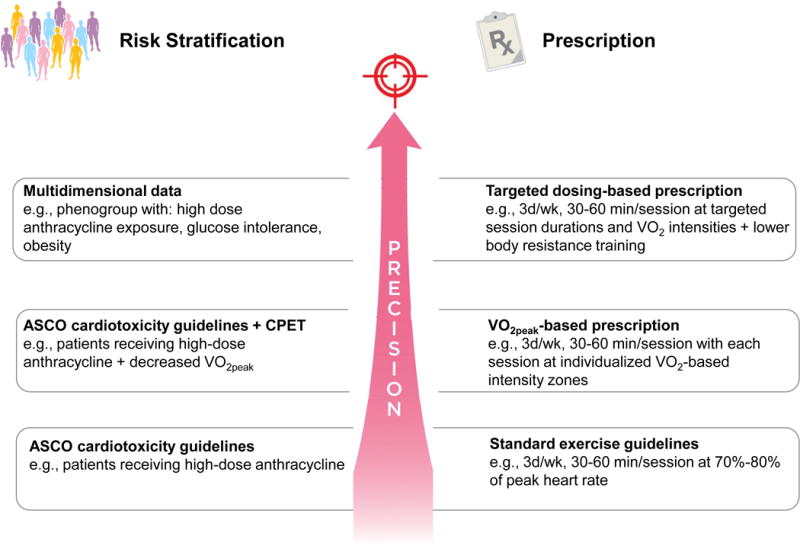 Risk Stratification
Rx
Prescription
Multidimensional data
e.g., phenogroup with: high dose
anthracycline exposure, glucose intolerance,
obesity
Targeted dosing-based prescription
e.g., 3d/wk, 30-60 min/session at targeted
session durations and VO2 intensities + lower
body resistance training
PRECISION
ASCO cardiotoxicity guidelines + CPET
e.g., patients receiving high-dose
anthracycline + decreased VO2peak
VO2peak-based prescription
e.g., 3d/wk, 30-60 min/session with each
session at individualized VO2-based
intensity zones
ASCO cardiotoxicity guidelines
e.g., patients receiving high-dose anthracycline
Standard exercise guidelines
e.g., 3d/wk, 30-60 min/session at 70%-80%
of peak heart rate